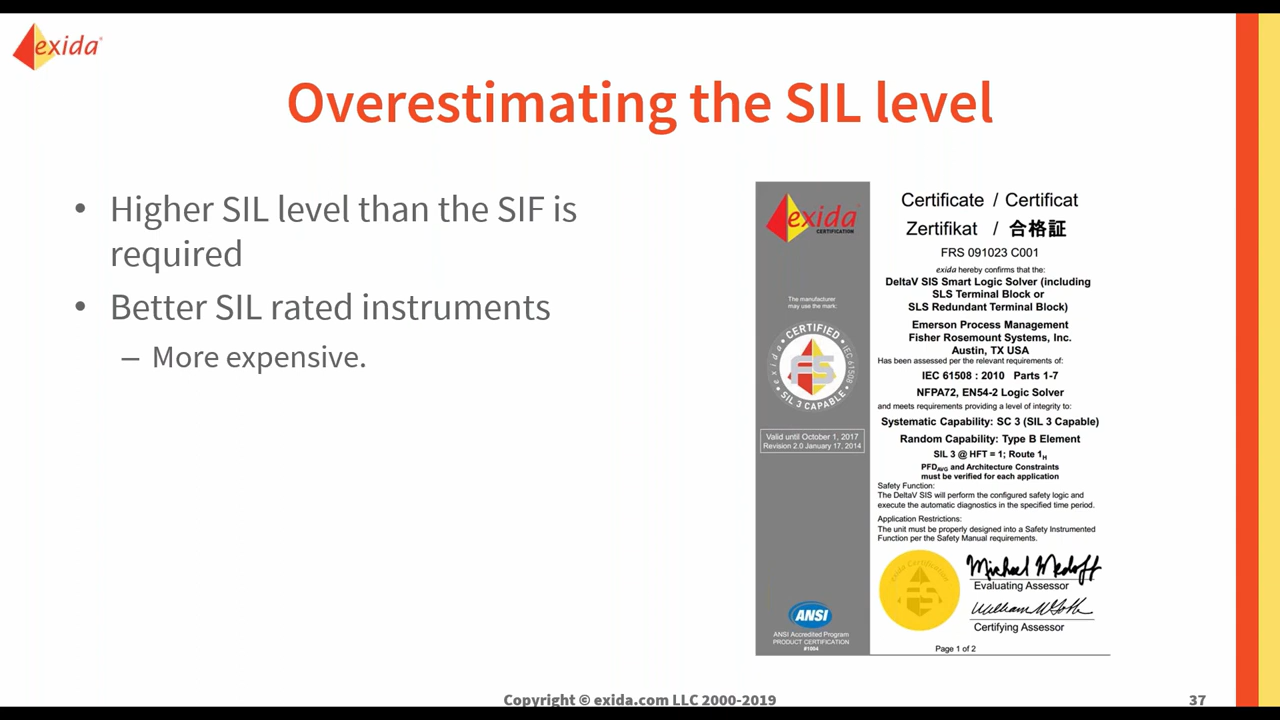 exida
Overestimating the SIL level
• Higher SIL level than the SIF is
required
• Better SIL rated instruments
– More expensive.
exida
CERTIFICATION
The manufacturer
may use the mark:
CERTIFIED
exida
IEC 61508
FS
SIL 3 CAPABLE
Valid until October 1, 2017
Revision 2.0 January 17, 2014
ANSI
ANSI Accredited Program
PRODUCT CERTIFICATION
#1004
Certificate / Certificat
Zertifikat / 合格証
FRS 091023 C001
exida hereby confirms that the:
DeltaV SIS Smart Logic Solver (including
SLS Terminal Block or
SLS Redundant Terminal Block)
Emerson Process Management
Fisher Rosemount Systems, Inc.
Austin, TX USA
Has been assessed per the relevant requirements of:
IEC 61508 : 2010 Parts 1-7
NFPA72, EN54-2 Logic Solver
and meets requirements providing a level of integrity to:
Systematic Capability: SC 3 (SIL 3 Capable)
Random Capability: Type B Element
SIL 3 @ HFT = 1; Route 1H
PFDAVG and Architecture Constraints
must be verified for each application
Safety Function:
The DeltaV SIS will perform the configured safety logic and
execute the automatic diagnostics in the specified time period.
Application Restrictions:
The unit must be properly designed into a Safety Instrumented
Function per the Safety Manual requirements.
exida Certification
FS
Michael Medoff
Evaluating Assessor
Certifying Assessor
Page 1 of 2
Copyright © exida.com LLC 2000-2019
37